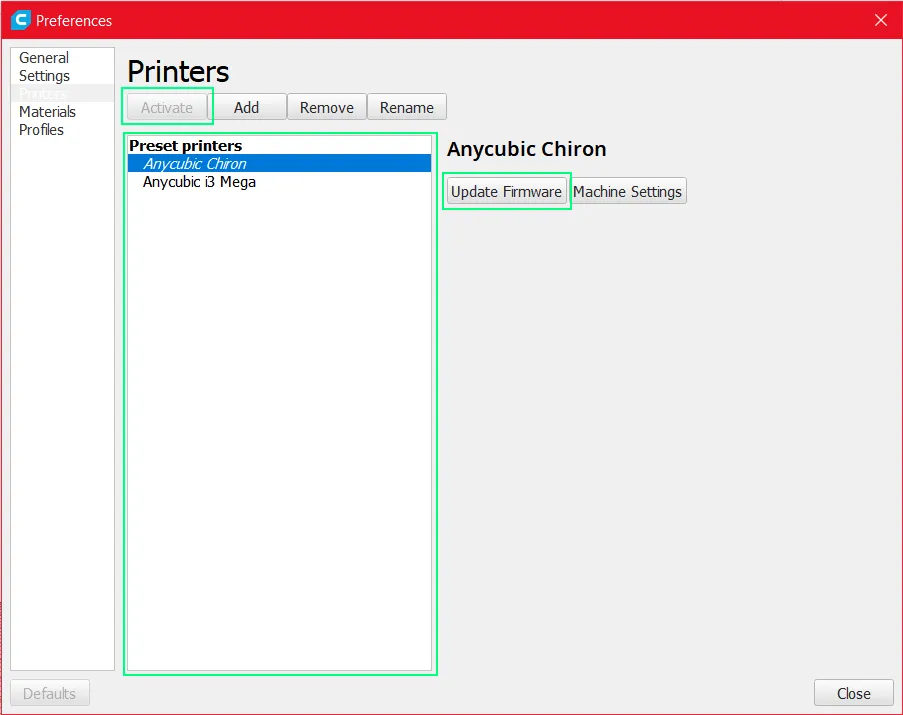 Preferences
General
Settings
Printers
Materials
Profiles
Printers
Activate Add Remove Rename
Preset printers
Anycubic Chiron
Anycubic i3 Mega
Anycubic Chiron
Update Firmware Machine Settings
Defaults
Close